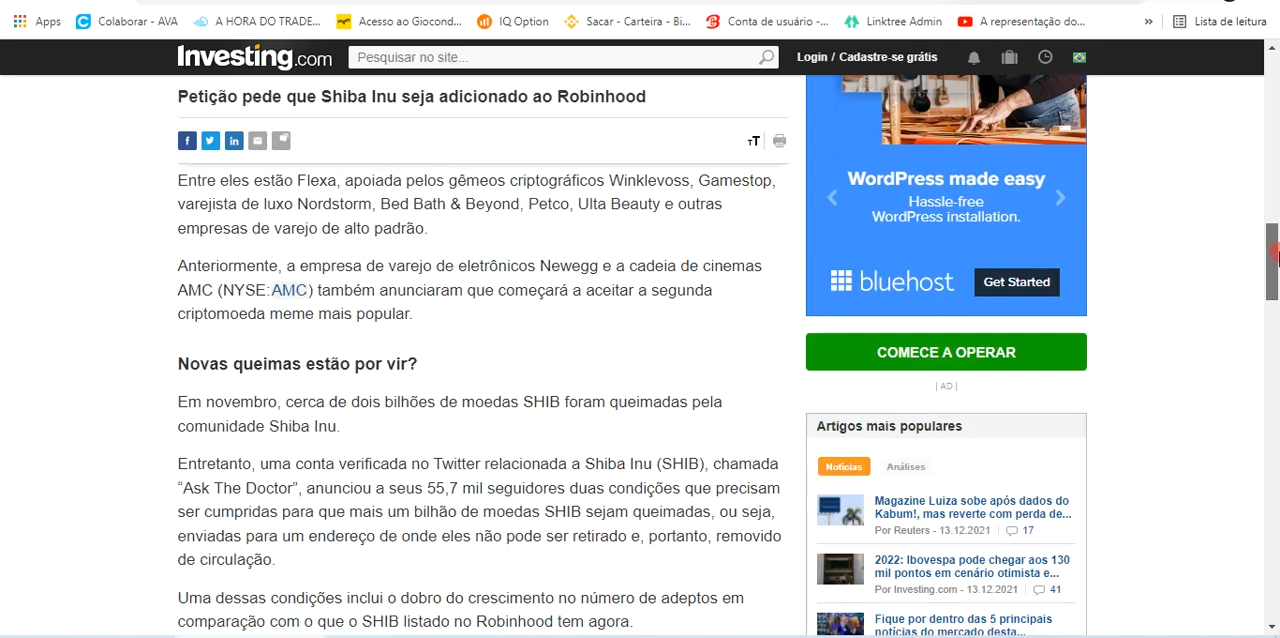 Apps
Colaborar - AVA
A HORA DO TRADE...
Acesso ao Giocond...
IQ Option
Sacar - Carteira - Bi...
Conta de usuário -...
Linktree Admin
A representação do...
»
Lista de leitura
Investing.com
Pesquisar no site...
Login / Cadastre-se grátis
Petição pede que Shiba Inu seja adicionado ao Robinhood
TT
Entre eles estão Flexa, apoiada pelos gêmeos criptográficos Winklevoss, Gamestop,
varejista de luxo Nordstorm, Bed Bath & Beyond, Petco, Ulta Beauty e outras
empresas de varejo de alto padrão.
Anteriormente, a empresa de varejo de eletrônicos Newegg e a cadeia de cinemas
AMC (NYSE:AMC) também anunciaram que começará a aceitar a segunda
criptomoeda meme mais popular.
Novas queimas estão por vir?
Em novembro, cerca de dois bilhões de moedas SHIB foram queimadas pela
comunidade Shiba Inu.
Entretanto, uma conta verificada no Twitter relacionada a Shiba Inu (SHIB), chamada
“Ask The Doctor”, anunciou a seus 55,7 mil seguidores duas condições que precisam
ser cumpridas para que mais um bilhão de moedas SHIB sejam queimadas, ou seja,
enviadas para um endereço de onde eles não pode ser retirado e, portanto, removido
de circulação.
Uma dessas condições inclui o dobro do crescimento no número de adeptos em
comparação com o que o SHIB listado no Robinhood tem agora.
WordPress made easy
Hassle-free
WordPress installation.
bluehost
Get Started
COMECE A OPERAR
| AD |
Artigos mais populares
Notícias
Análises
Magazine Luiza sobe após dados do
Kabum!, mas reverte com perda de...
Por Reuters - 13.12.2021
17
2022: Ibovespa pode chegar aos 130
mil pontos em cenário otimista e...
Por Investing.com - 13.12.2021
41
Fique por dentro das 5 principais
notícias do mercado desta...